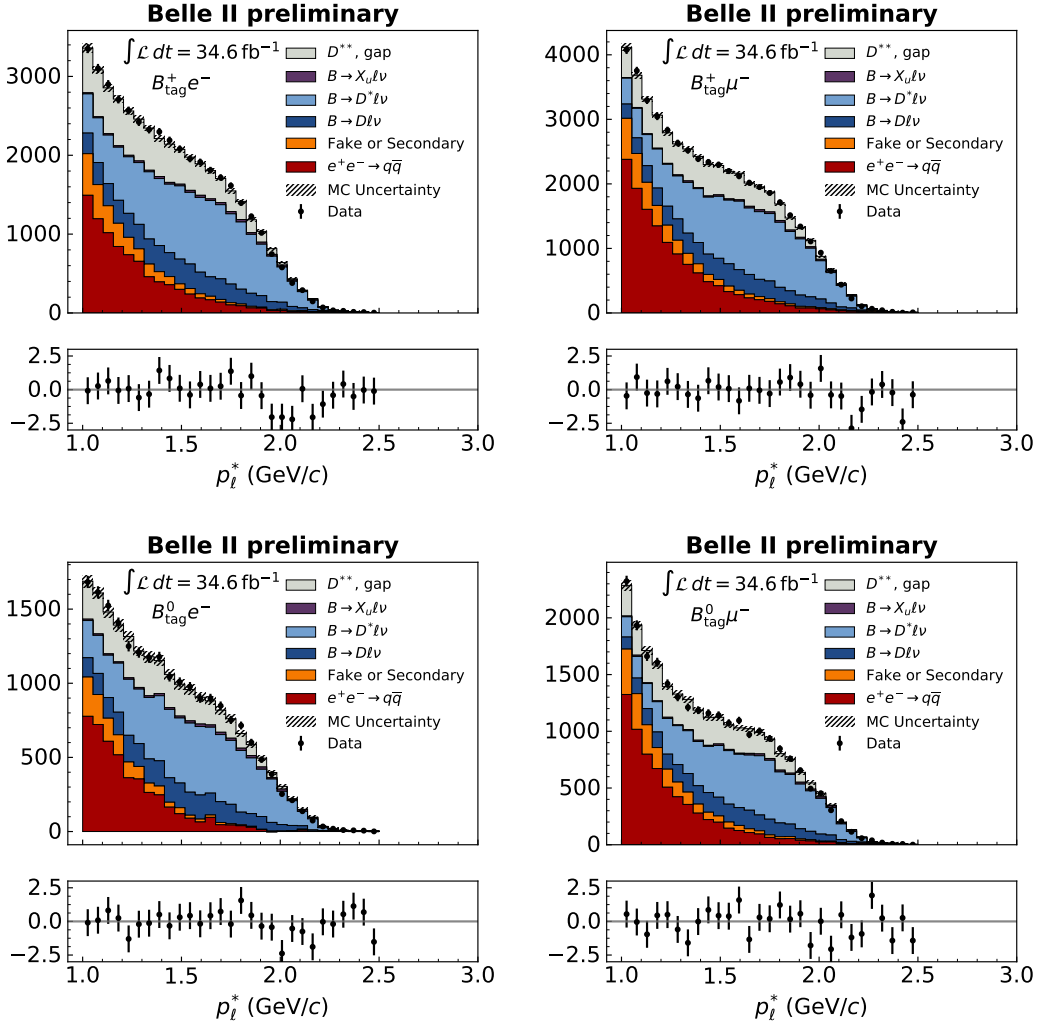 Belle II preliminary
∫ℒ dt = 34.6 fb⁻¹
B⁺tag e⁻
D**, gap
B → Xᵤℓν
B → D*ℓν
B → Dℓν
Fake or Secondary
e⁺e⁻ → qq̅
MC Uncertainty
Data
3000
2000
1000
0
2.5
0.0
−2.5
1.0 1.5 2.0 2.5 3.0
p*ℓ (GeV/c)
Belle II preliminary
∫ℒ dt = 34.6 fb⁻¹
B⁺tag μ⁻
D**, gap
B → Xᵤℓν
B → D*ℓν
B → Dℓν
Fake or Secondary
e⁺e⁻ → qq̅
MC Uncertainty
Data
4000
3000
2000
1000
0
2.5
0.0
−2.5
1.0 1.5 2.0 2.5 3.0
p*ℓ (GeV/c)
Belle II preliminary
∫ℒ dt = 34.6 fb⁻¹
B⁰tag e⁻
D**, gap
B → Xᵤℓν
B → D*ℓν
B → Dℓν
Fake or Secondary
e⁺e⁻ → qq̅
MC Uncertainty
Data
1500
1000
500
0
2.5
0.0
−2.5
1.0 1.5 2.0 2.5 3.0
p*ℓ (GeV/c)
Belle II preliminary
∫ℒ dt = 34.6 fb⁻¹
B⁰tag μ⁻
D**, gap
B → Xᵤℓν
B → D*ℓν
B → Dℓν
Fake or Secondary
e⁺e⁻ → qq̅
MC Uncertainty
Data
2000
1500
1000
500
0
2.5
0.0
−2.5
1.0 1.5 2.0 2.5 3.0
p*ℓ (GeV/c)